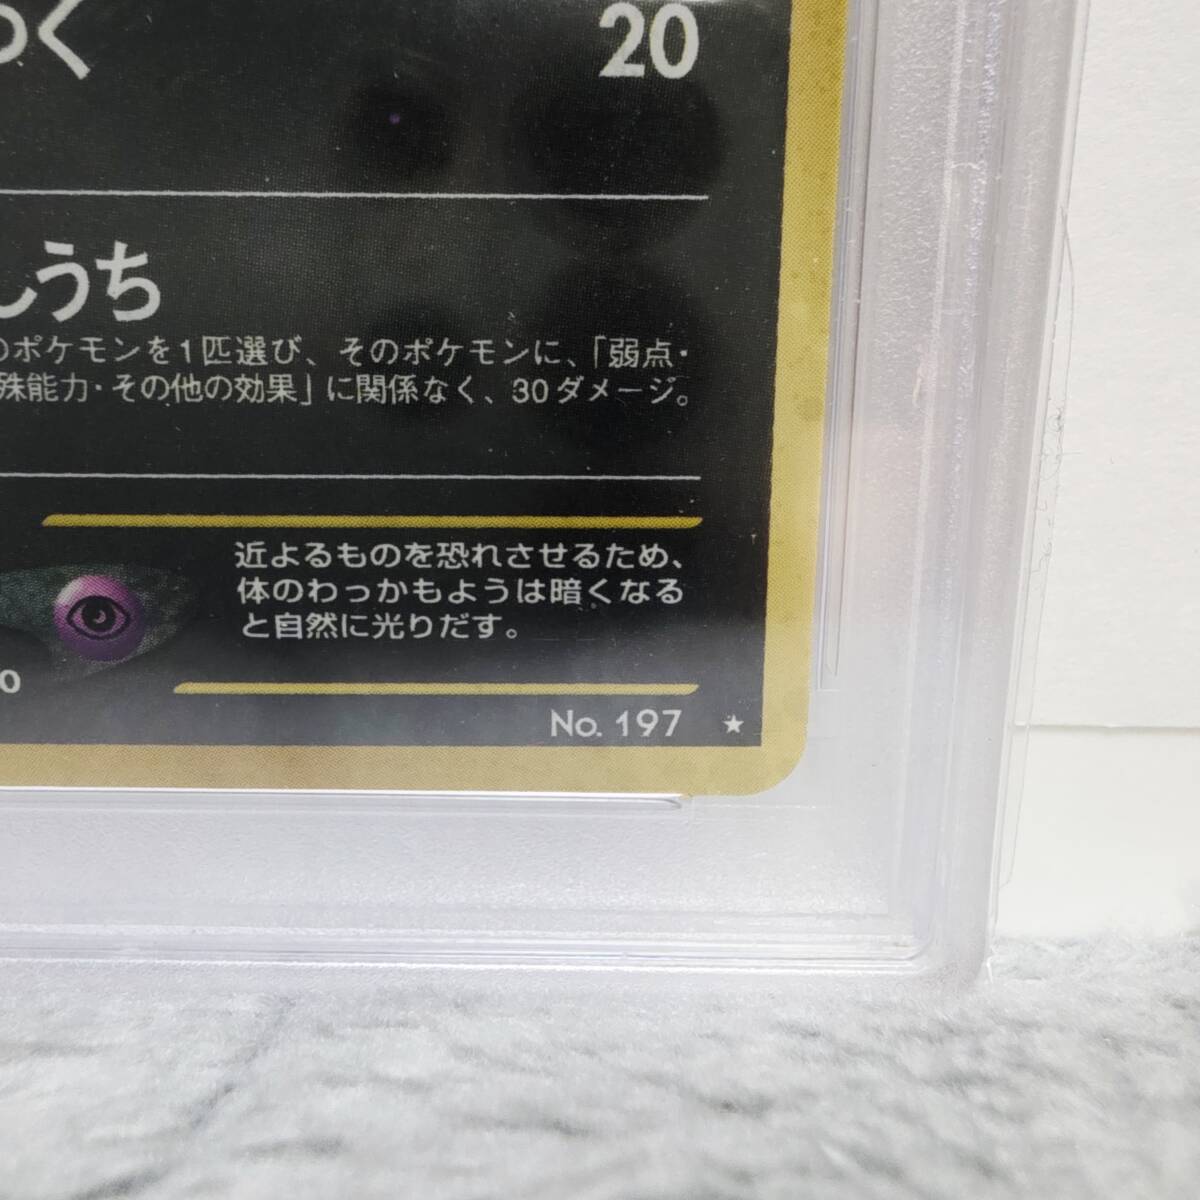 つく 20
しうち
のポケモンを1匹選び、そのポケモンに、「弱点・
殊能力・その他の効果」に関係なく、30ダメージ。
近よるものを恐れさせるため、
体のわっかもようは暗くなる
と自然に光りだす。
No. 197 ★